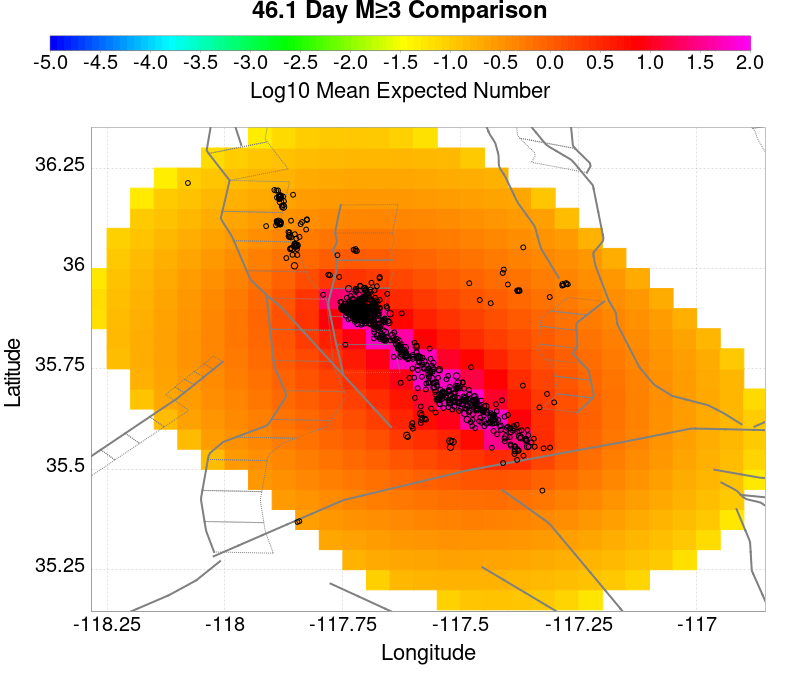 46.1 Day M≥3 Comparison
-5.0 -4.5 -4.0 -3.5 -3.0 -2.5 -2.0 -1.5 -1.0 -0.5 0.0 0.5 1.0 1.5 2.0
Log10 Mean Expected Number
36.25
36
35.75
35.5
35.25
Latitude
-118.25 -118 -117.75 -117.5 -117.25 -117
Longitude